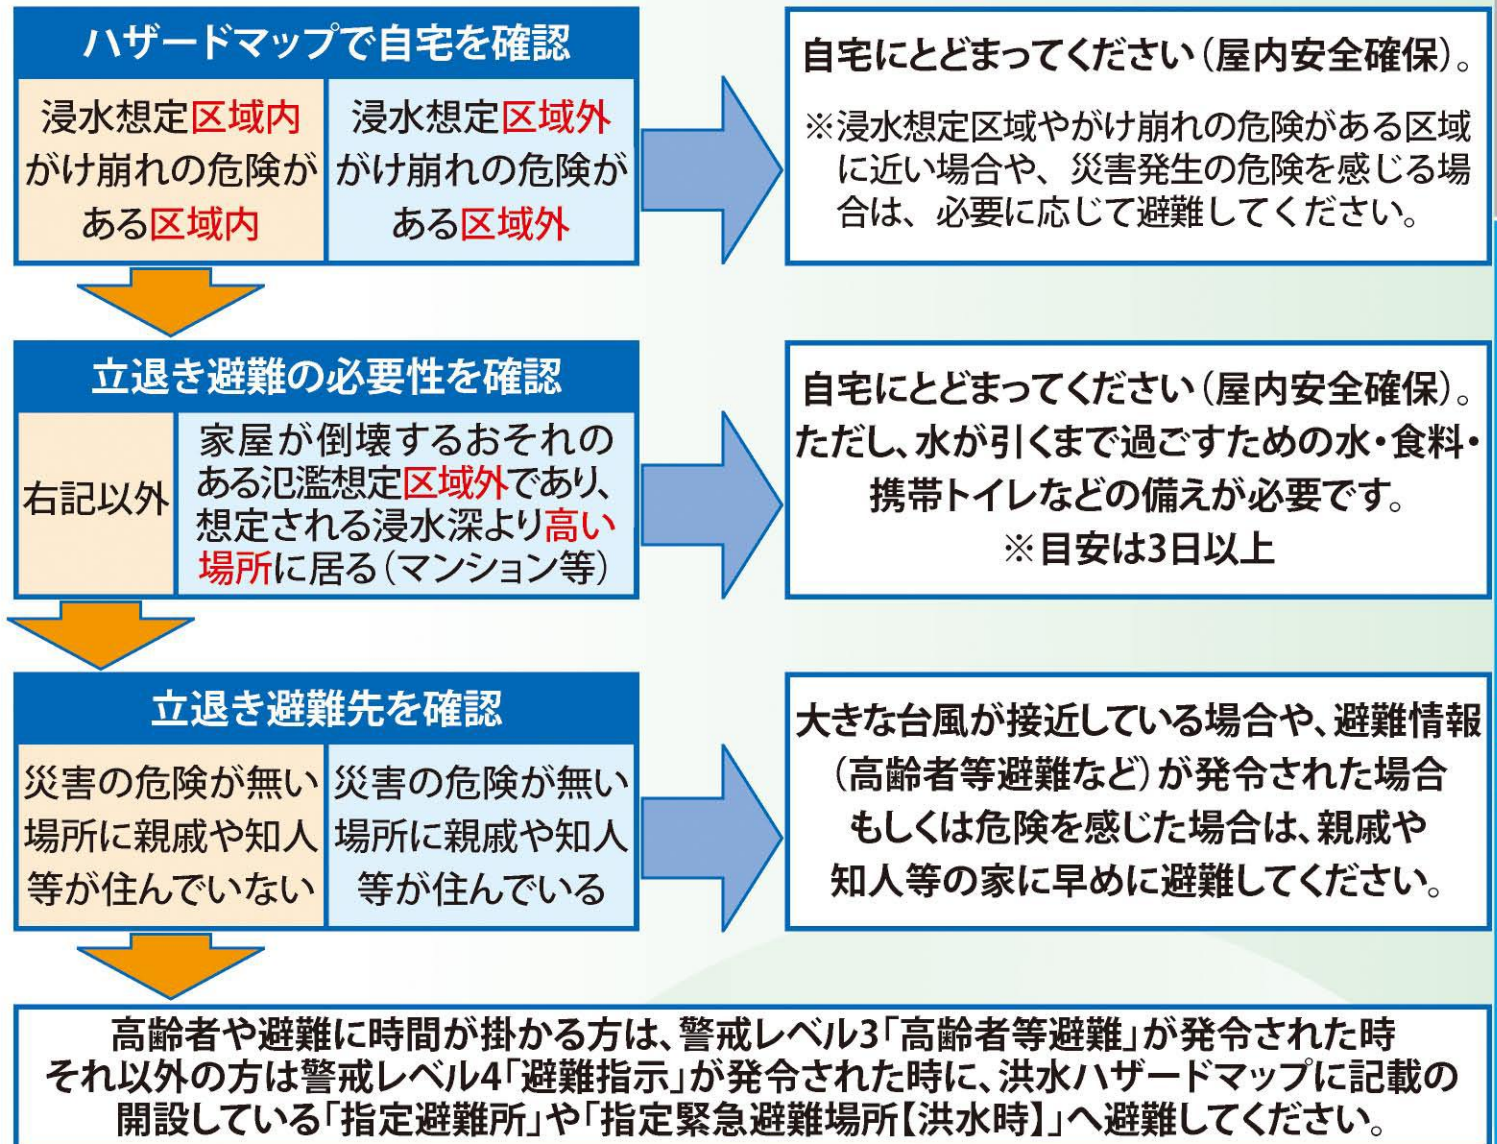 ハザードマップで自宅を確認
浸水想定区域内
がけ崩れの危険が
ある区域内
浸水想定区域外
がけ崩れの危険が
ある区域外
自宅にとどまってください（屋内安全確保）。
※浸水想定区域やがけ崩れの危険がある区域
に近い場合や、災害発生の危険を感じる場
合は、必要に応じて避難してください。
立退き避難の必要性を確認
右記以外
家屋が倒壊するおそれの
ある氾濫想定区域外であり、
想定される浸水深より高い
場所に居る（マンション等）
自宅にとどまってください（屋内安全確保）。
ただし、水が引くまで過ごすための水・食料・
携帯トイレなどの備えが必要です。
※目安は3日以上
立退き避難先を確認
災害の危険が無い
場所に親戚や知人
等が住んでいない
災害の危険が無い
場所に親戚や知人
等が住んでいる
大きな台風が接近している場合や、避難情報
（高齢者等避難など）が発令された場合
もしくは危険を感じた場合は、親戚や
知人等の家に早めに避難してください。
高齢者や避難に時間が掛かる方は、警戒レベル3「高齢者等避難」が発令された時
それ以外の方は警戒レベル4「避難指示」が発令された時に、洪水ハザードマップに記載の
開設している「指定避難所」や「指定緊急避難場所【洪水時】」へ避難してください。